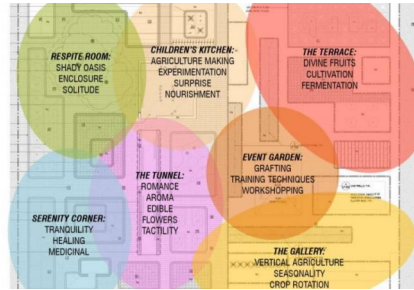 RESPITE ROOM:
SHADY OASIS
ENCLOSURE
SOLITUDE
CHILDREN'S KITCHEN:
AGRICULTURE MAKING
EXPERIMENTATION
SURPRISE
NOURISHMENT
THE TERRACE:
DIVINE FRUITS
CULTIVATION
FERMENTATION
SERENITY CORNER:
TRANQUILITY
HEALING
MEDICINAL
THE TUNNEL:
ROMANCE
AROMA
EDIBLE
FLOWERS
TACTILITY
EVENT GARDEN:
GRAFTING
TRAINING TECHNIQUES
WORKSHOPPING
THE GALLERY:
VERTICAL AGRICULTURE
SEASONALITY
CROP ROTATION